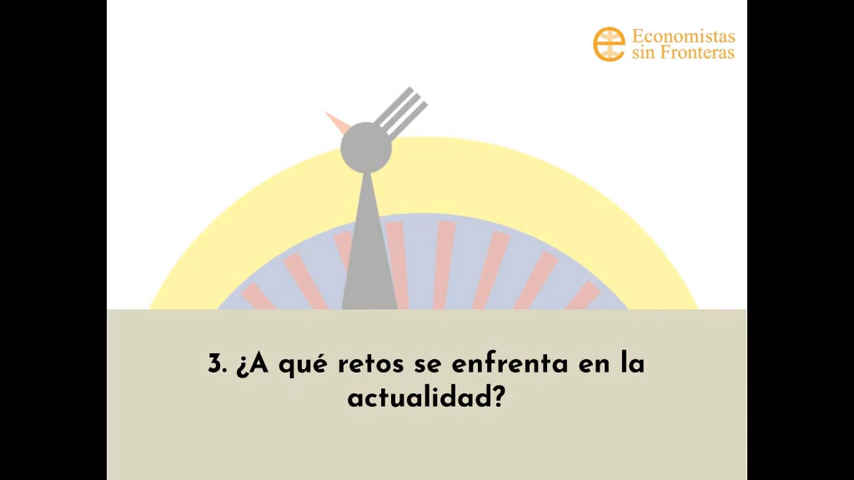 Economistas
sin Fronteras
3. ¿A qué retos se enfrenta en la
actualidad?